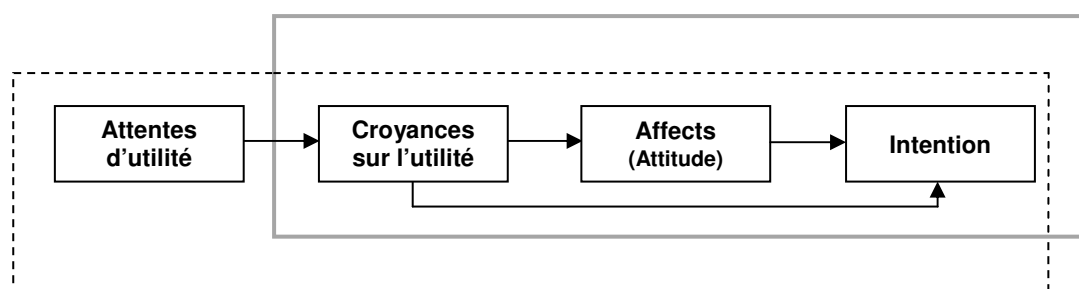 Attentes
d'utilité
Croyances
sur l'utilité
Affects
(Attitude)
Intention